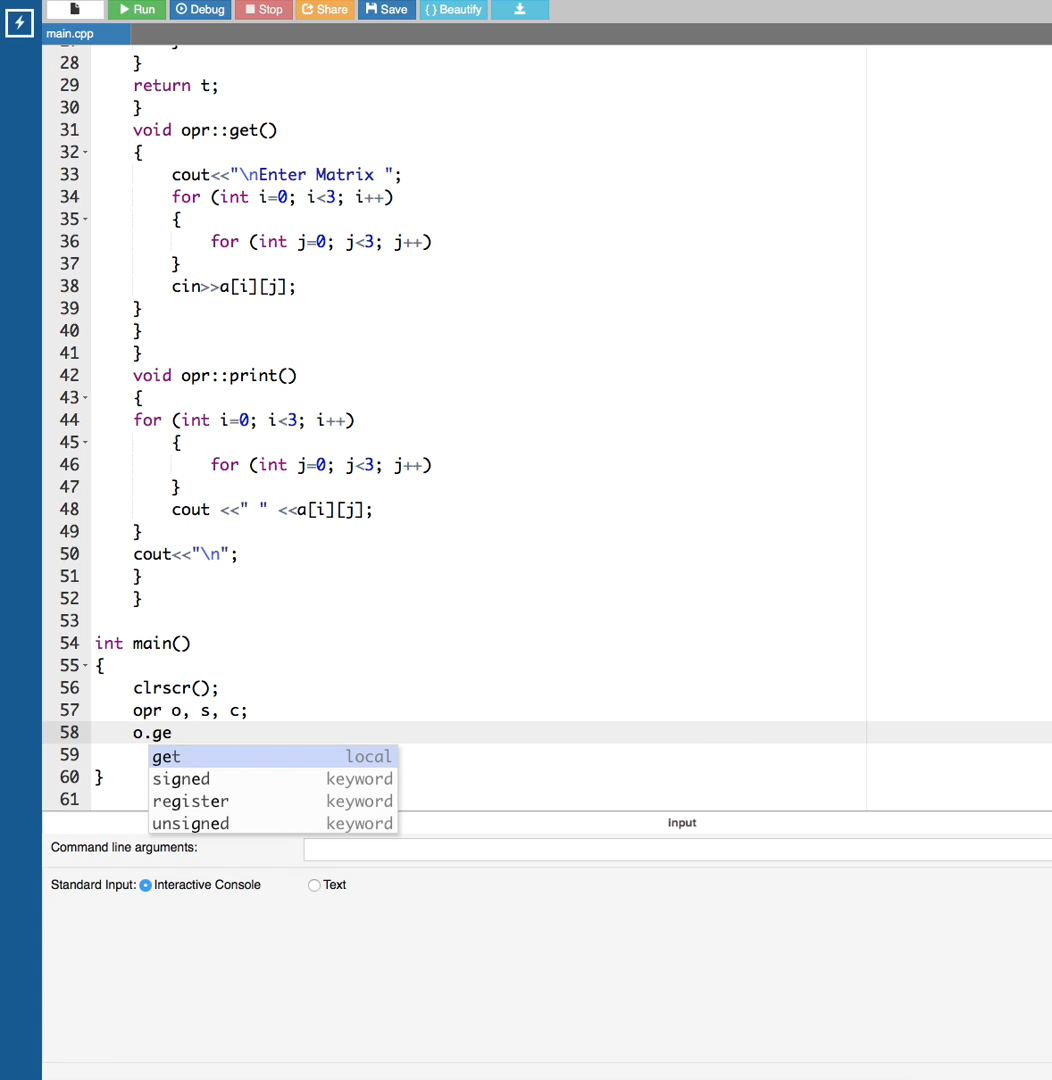 Run Debug Stop Share Save { } Beautify
main.cpp
28 }
29 return t;
30 }
31 void opr::get()
32 {
33 cout<<"\nEnter Matrix ";
34 for (int i=0; i<3; i++)
35 {
36 for (int j=0; j<3; j++)
37 }
38 cin>>a[i][j];
39 }
40 }
41 }
42 void opr::print()
43 {
44 for (int i=0; i<3; i++)
45 {
46 for (int j=0; j<3; j++)
47 }
48 cout <<" " <<a[i][j];
49 }
50 cout<<"\n";
51 }
52 }
53
54 int main()
55 {
56 clrscr();
57 opr o, s, c;
58 o.ge
59 get local
60 } signed keyword
61 register keyword
unsigned keyword
input
Command line arguments:
Standard Input: Interactive Console Text